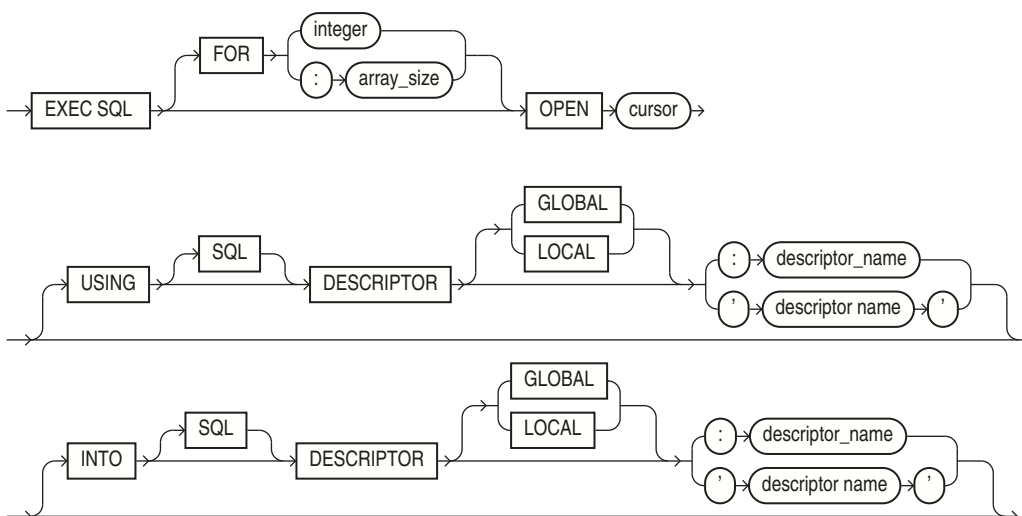 integer
FOR
: array_size
EXEC SQL OPEN cursor
GLOBAL
SQL LOCAL : descriptor_name
USING DESCRIPTOR ' descriptor name '
GLOBAL
SQL LOCAL : descriptor_name
INTO DESCRIPTOR ' descriptor name '